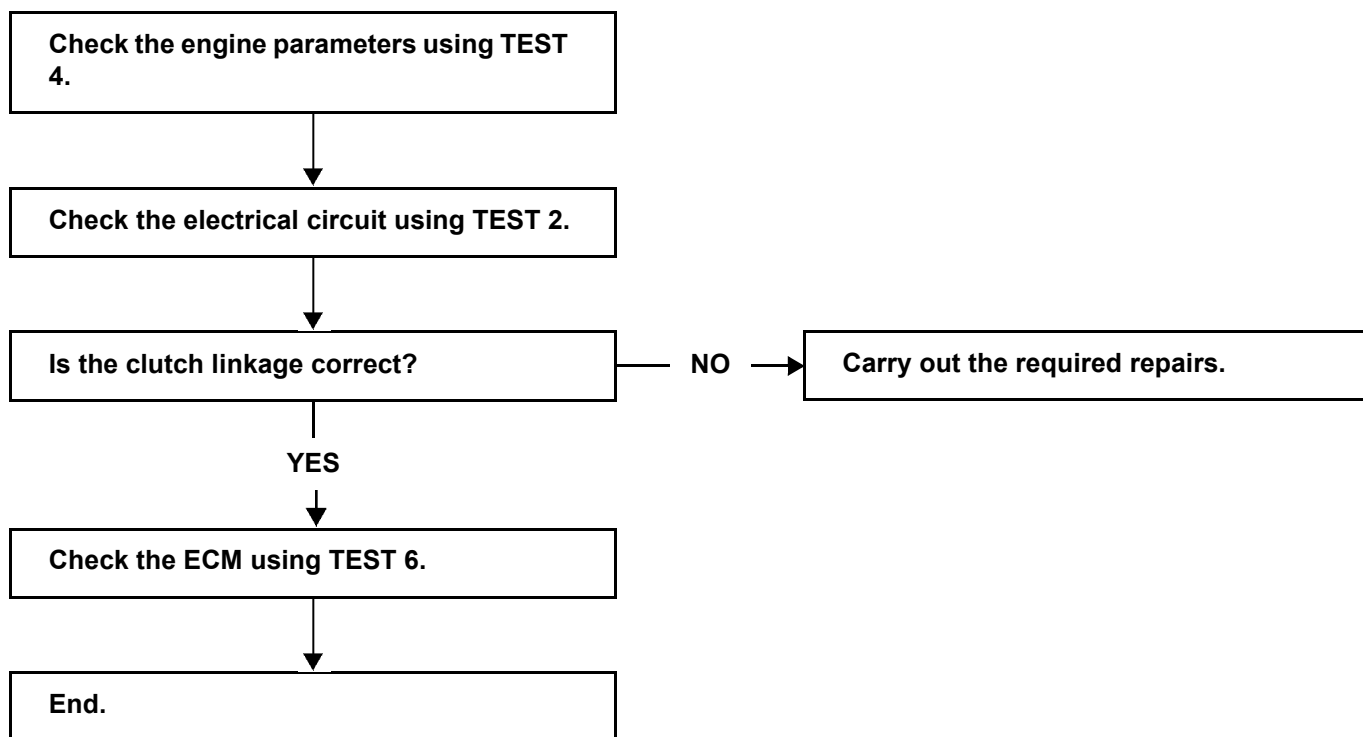 Check the engine parameters using TEST
4.
Check the electrical circuit using TEST 2.
Is the clutch linkage correct?
NO
Carry out the required repairs.
YES
Check the ECM using TEST 6.
End.